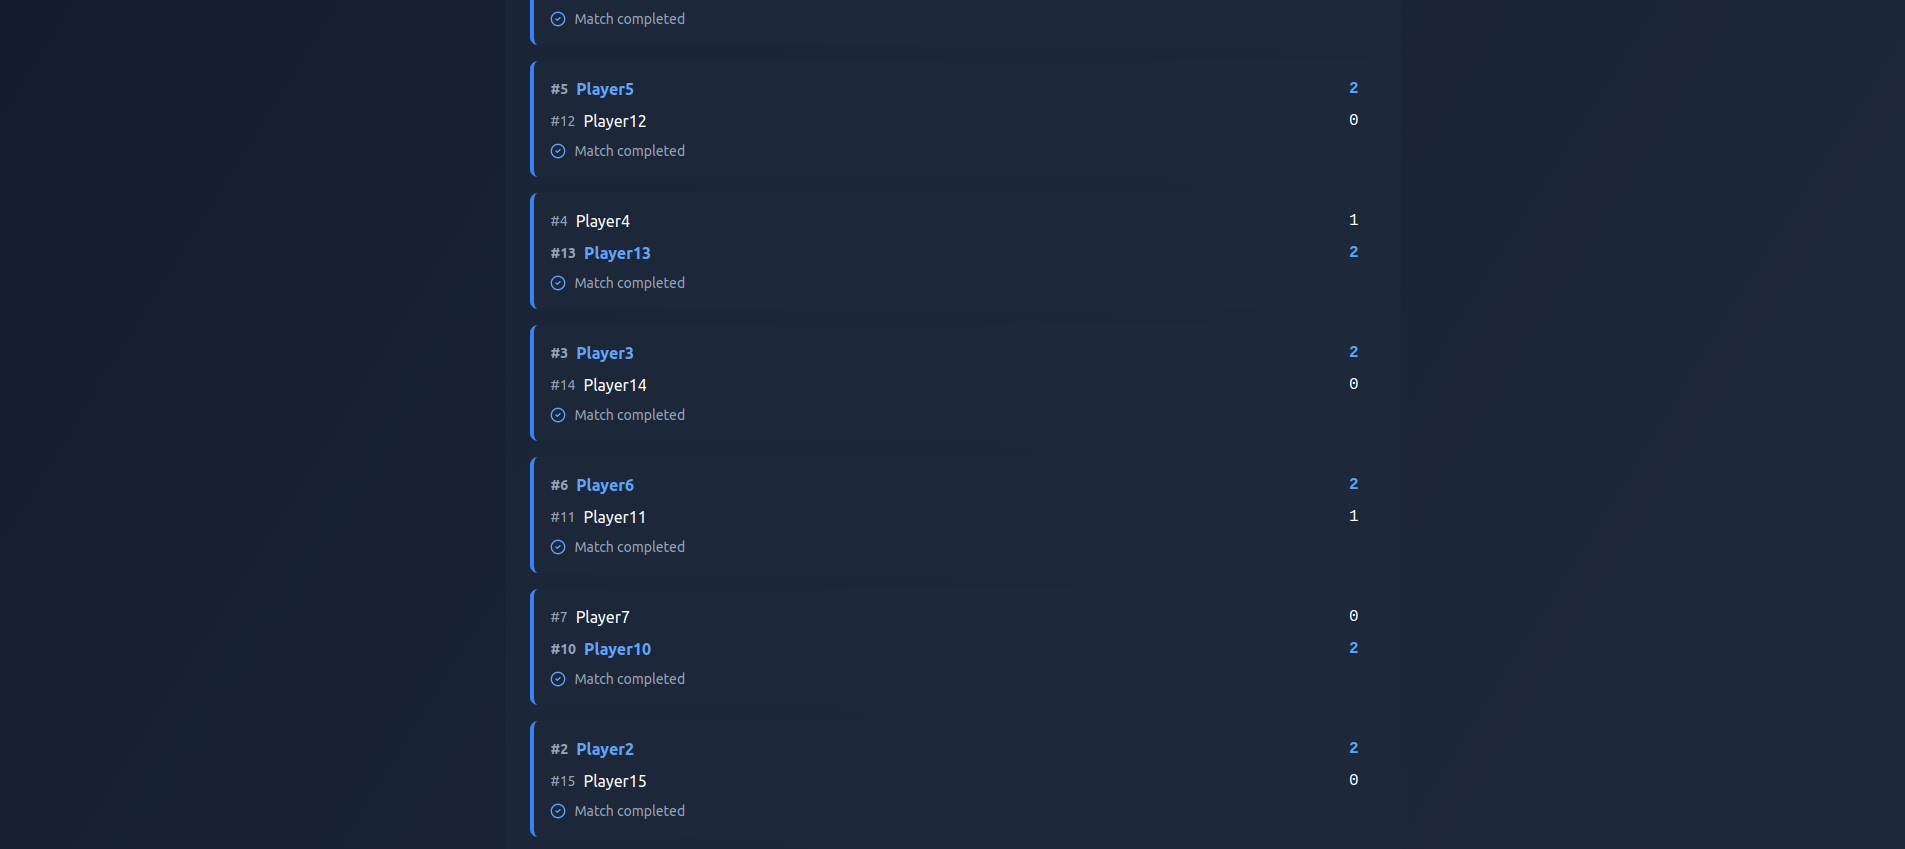 Match completed
#5 Player5 2
#12 Player12 0
Match completed
#4 Player4 1
#13 Player13 2
Match completed
#3 Player3 2
#14 Player14 0
Match completed
#6 Player6 2
#11 Player11 1
Match completed
#7 Player7 0
#10 Player10 2
Match completed
#2 Player2 2
#15 Player15 0
Match completed